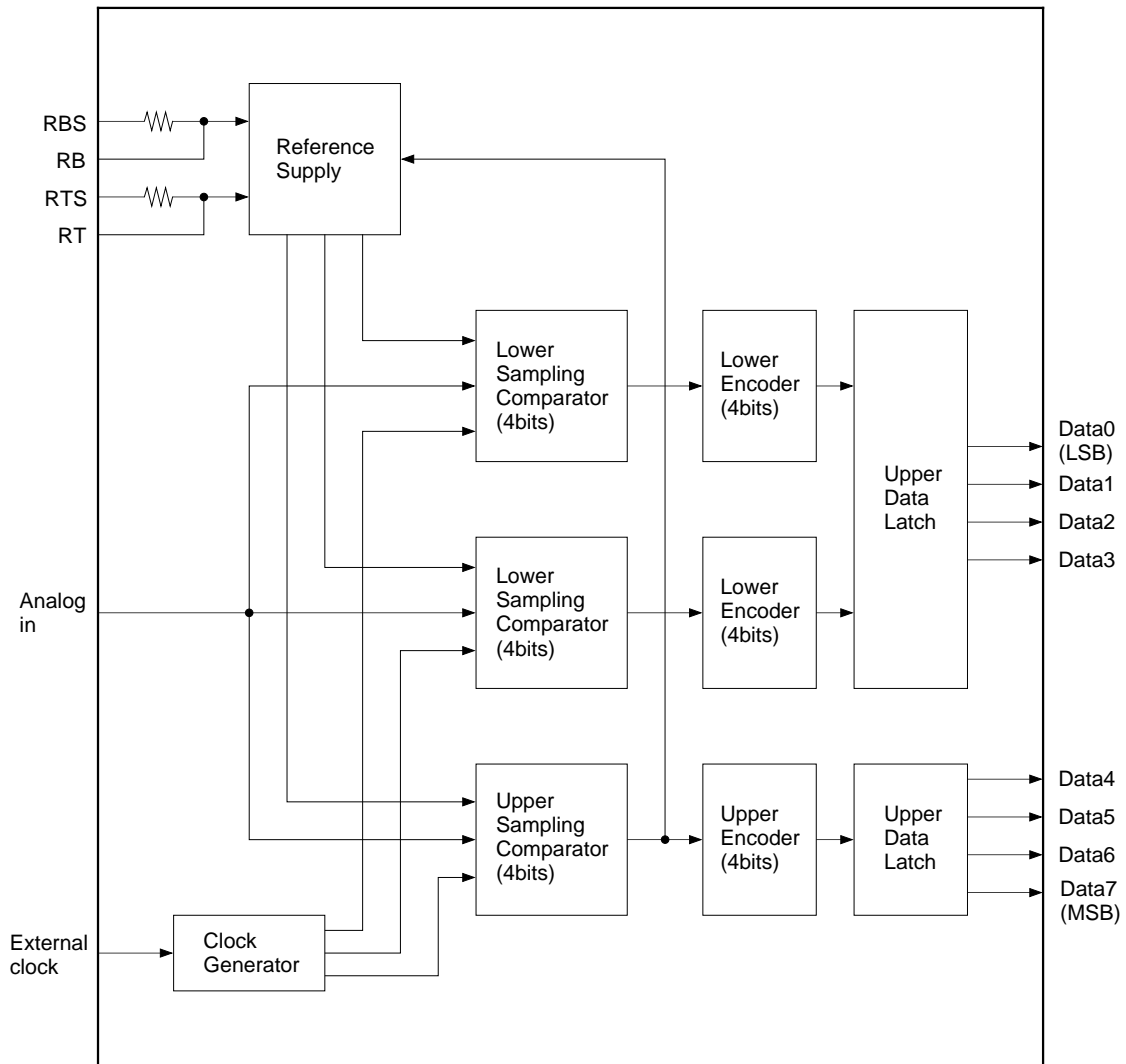 RBS
RB
RTS
RT
Reference
Supply
Lower
Sampling
Comparator
(4bits)
Lower
Encoder
(4bits)
Upper
Data
Latch
Data0
(LSB)
Data1
Data2
Data3
Analog
in
Lower
Sampling
Comparator
(4bits)
Lower
Encoder
(4bits)
Upper
Sampling
Comparator
(4bits)
Upper
Encoder
(4bits)
Upper
Data
Latch
Data4
Data5
Data6
Data7
(MSB)
External
clock
Clock
Generator